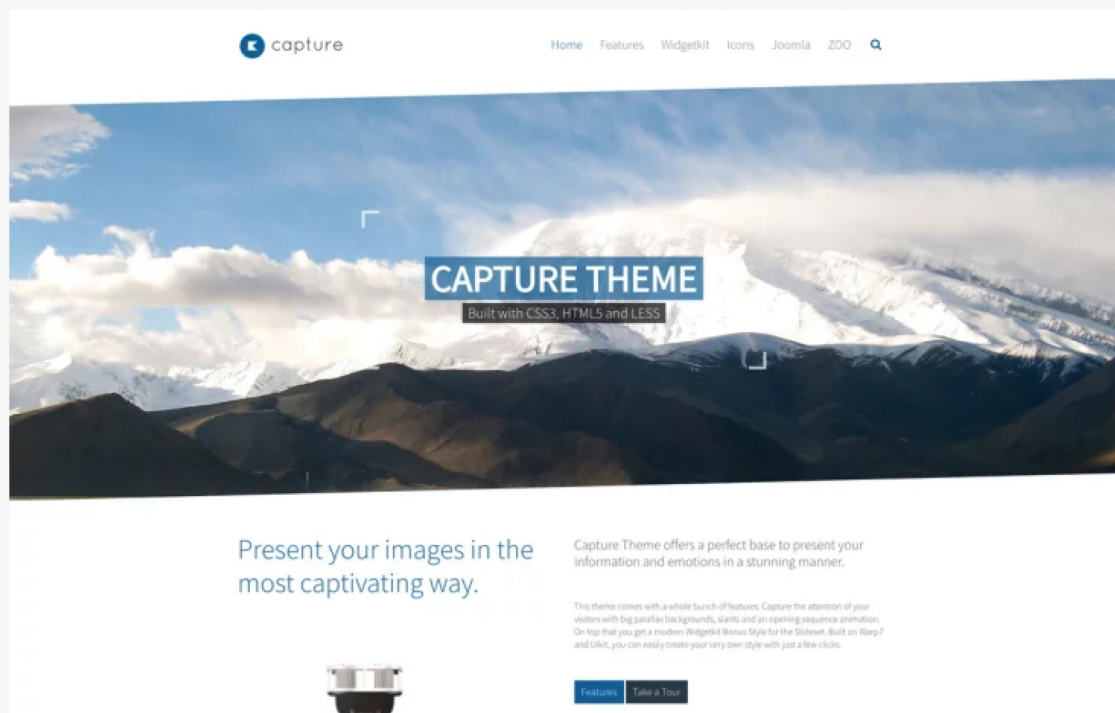 capture
Home Features Widgetkit Icons Joomla ZOO
CAPTURE THEME
Built with CSS3, HTML5 and LESS
Present your images in the
most captivating way.
Capture Theme offers a perfect base to present your
information and emotions in a stunning manner.
This theme comes with a whole bunch of features. Capture the attention of your
visitors with big parallax backgrounds, slants and an opening sequence animation.
On top that you get a modern Widgetkit Bonus Style for the Slideset. Built on Warp7
and UIkit, you can easily create your very own style with just a few clicks.
Features Take a Tour